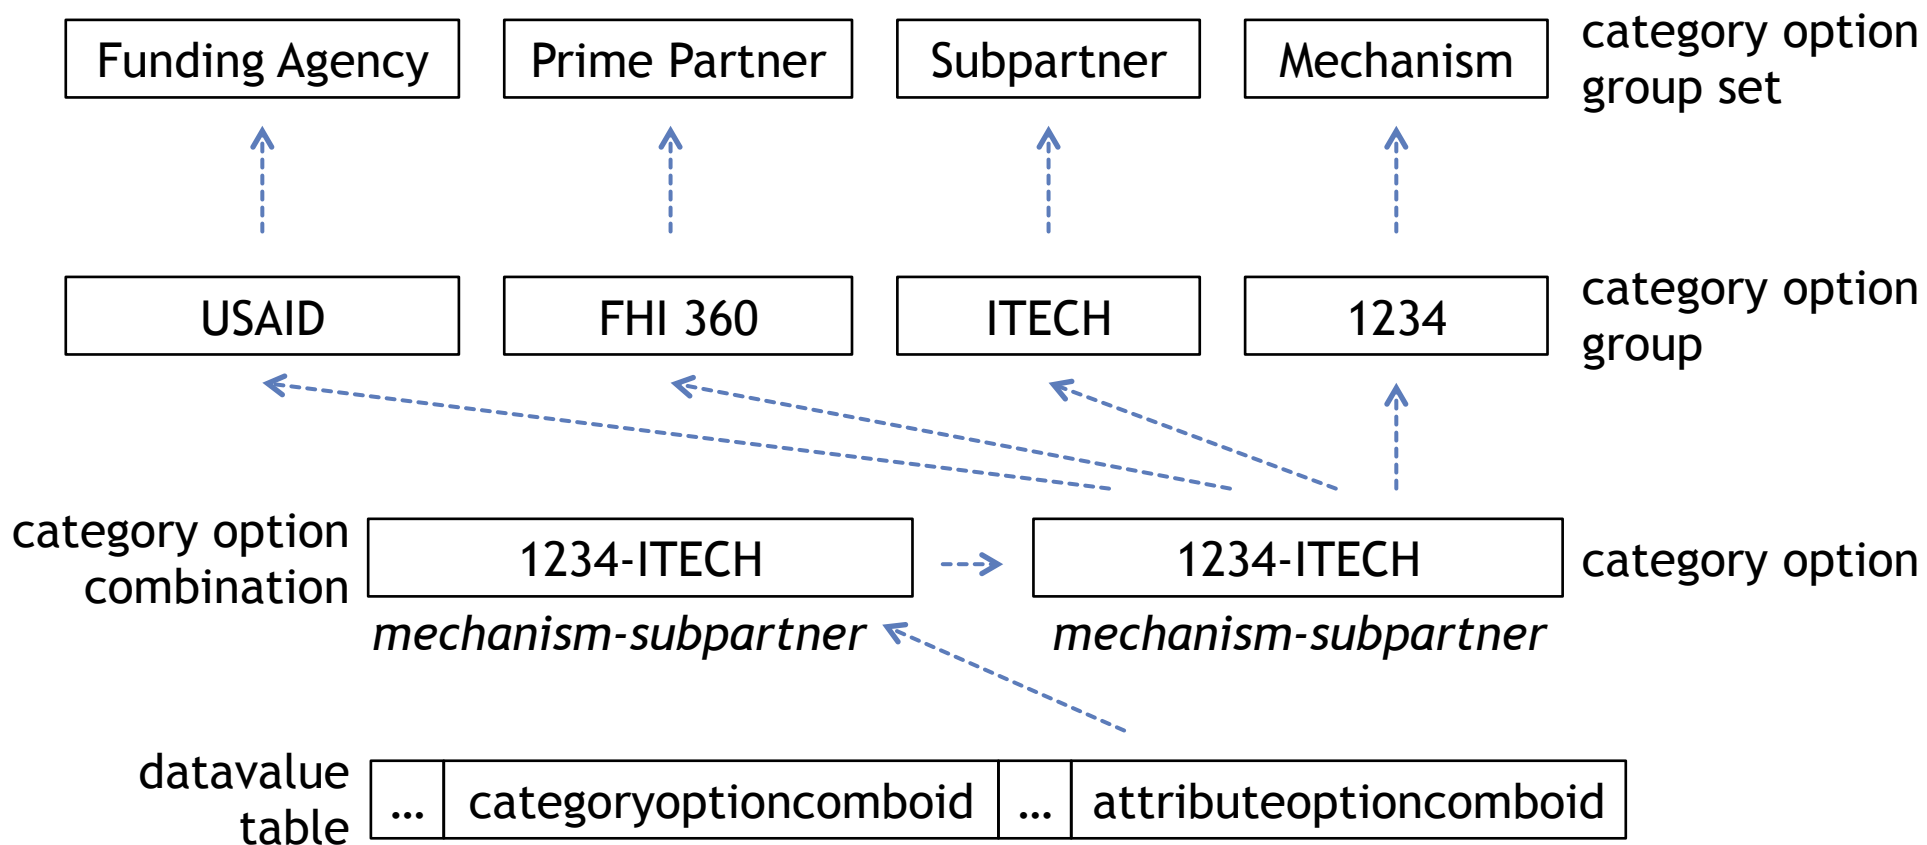 Funding Agency
Prime Partner
Subpartner
Mechanism
category option
group set
USAID
FHI 360
ITECH
1234
category option
group
category option
combination
1234-ITECH
mechanism-subpartner
1234-ITECH
mechanism-subpartner
category option
datavalue
table
...
categoryoptioncomboid
...
attributeoptioncomboid